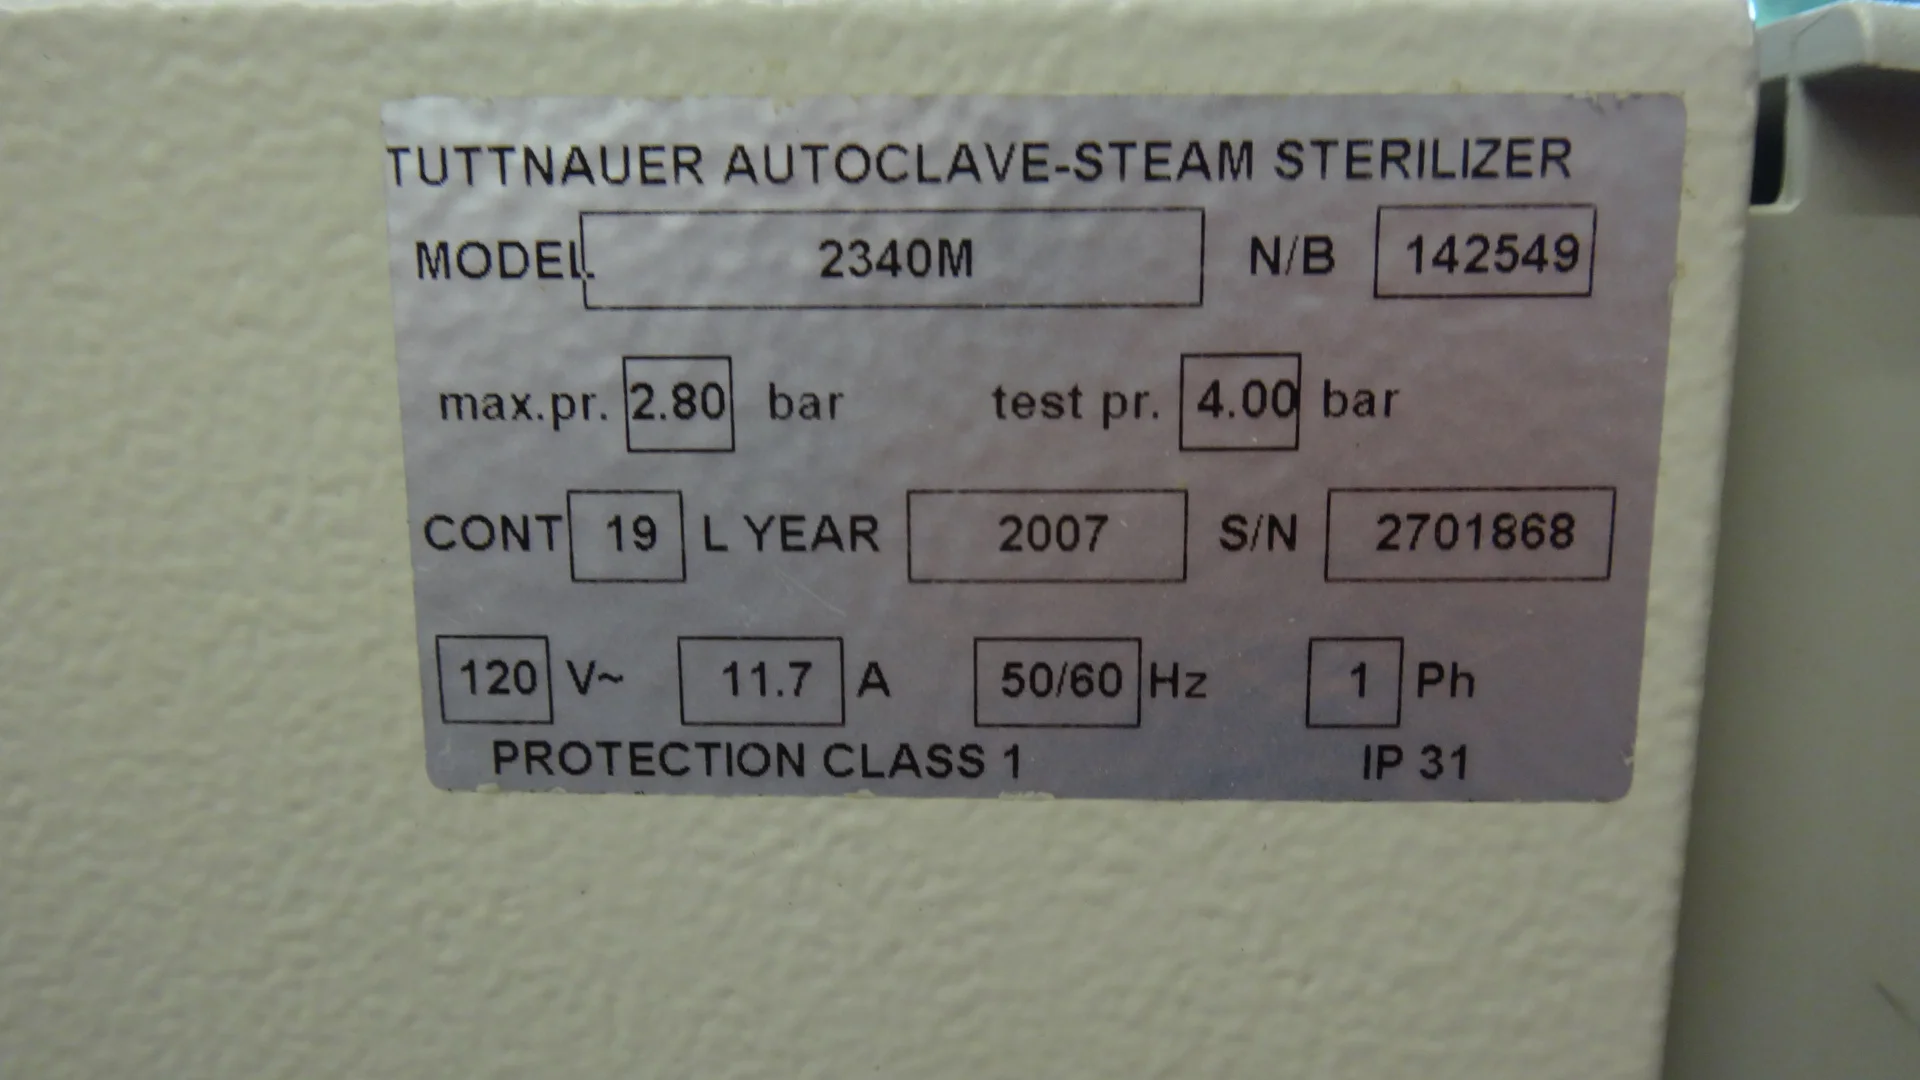 TUTTNAUER AUTOCLAVE-STEAM STERILIZER
MODEL 2340M N/B 142549
max.pr. 2.80 bar test pr. 4.00 bar
CONT 19 L YEAR 2007 S/N 2701868
120 V~ 11.7 A 50/60 Hz 1 Ph
PROTECTION CLASS 1 IP 31